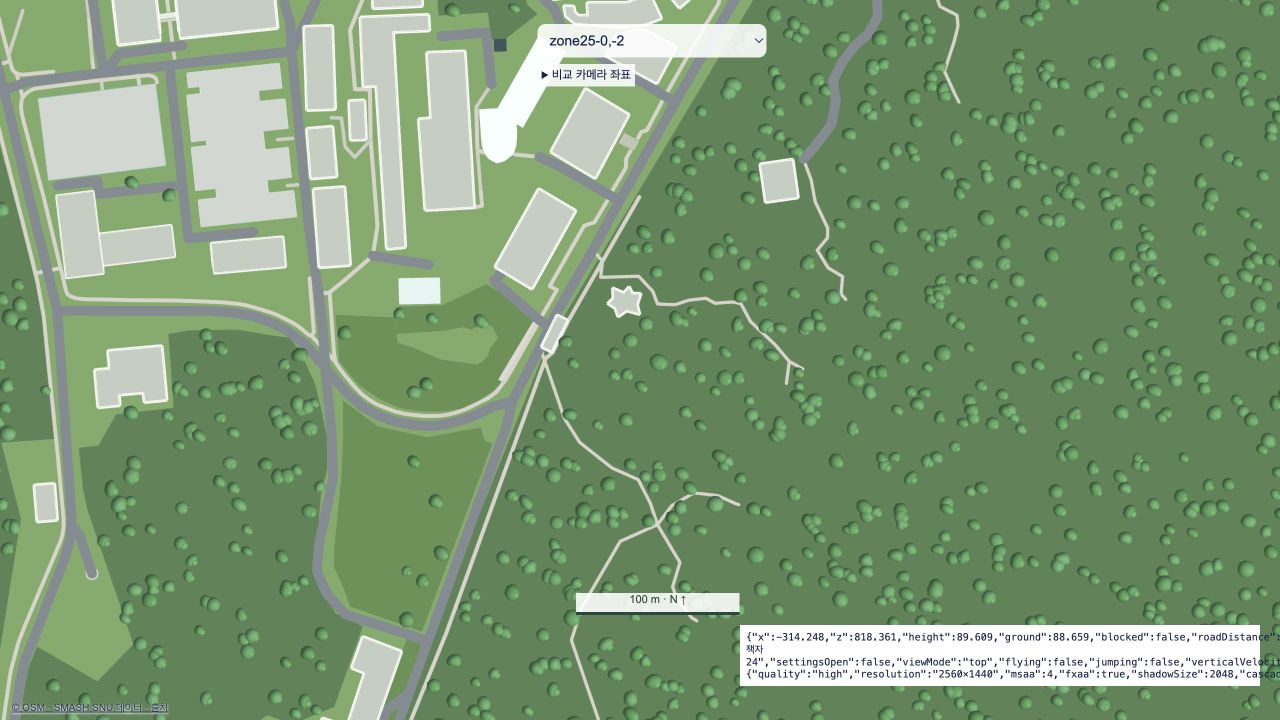 zone25-0,-2
▶ 비교 카메라 좌표
100 m · N ↑
{"x":−314.248,"z":818.361,"height":89.609,"ground":88.659,"blocked":false,"roadDistance"
책자
24","settingsOpen":false,"viewMode":"top","flying":false,"jumping":false,"verticalVeloci
{"quality":"high","resolution":"2560×1440","msaa":4,"fxaa":true,"shadowSize":2048,"casca
© OSM · SMASH SNU 데이터 · 출처